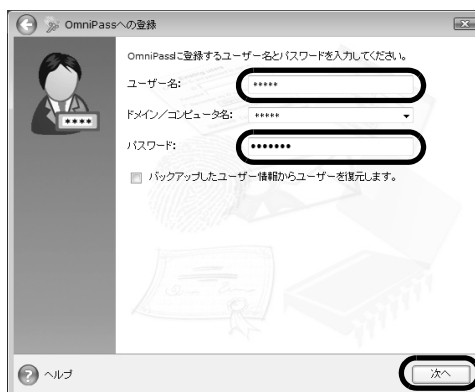 OmniPassへの登録
OmniPassに登録するユーザー名とパスワードを入力してください。
ユーザー名: *****
ドメイン/コンピュータ名: *****
パスワード: •••••••
****
バックアップしたユーザー情報からユーザーを復元します。
? ヘルプ
次へ